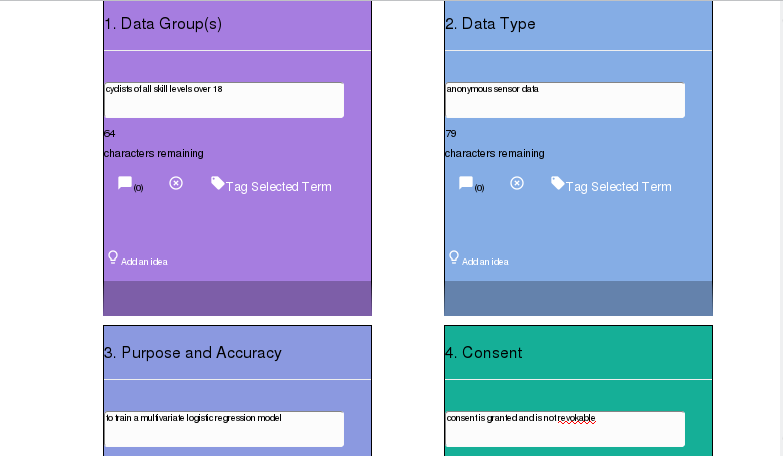 1. Data Group(s)
cyclists of all skill levels over 18
64
characters remaining
(0)
Tag Selected Term
Add an idea
2. Data Type
anonymous sensor data
79
characters remaining
(0)
Tag Selected Term
Add an idea
3. Purpose and Accuracy
to train a multivariate logistic regression model
4. Consent
consent is granted and is not revokable